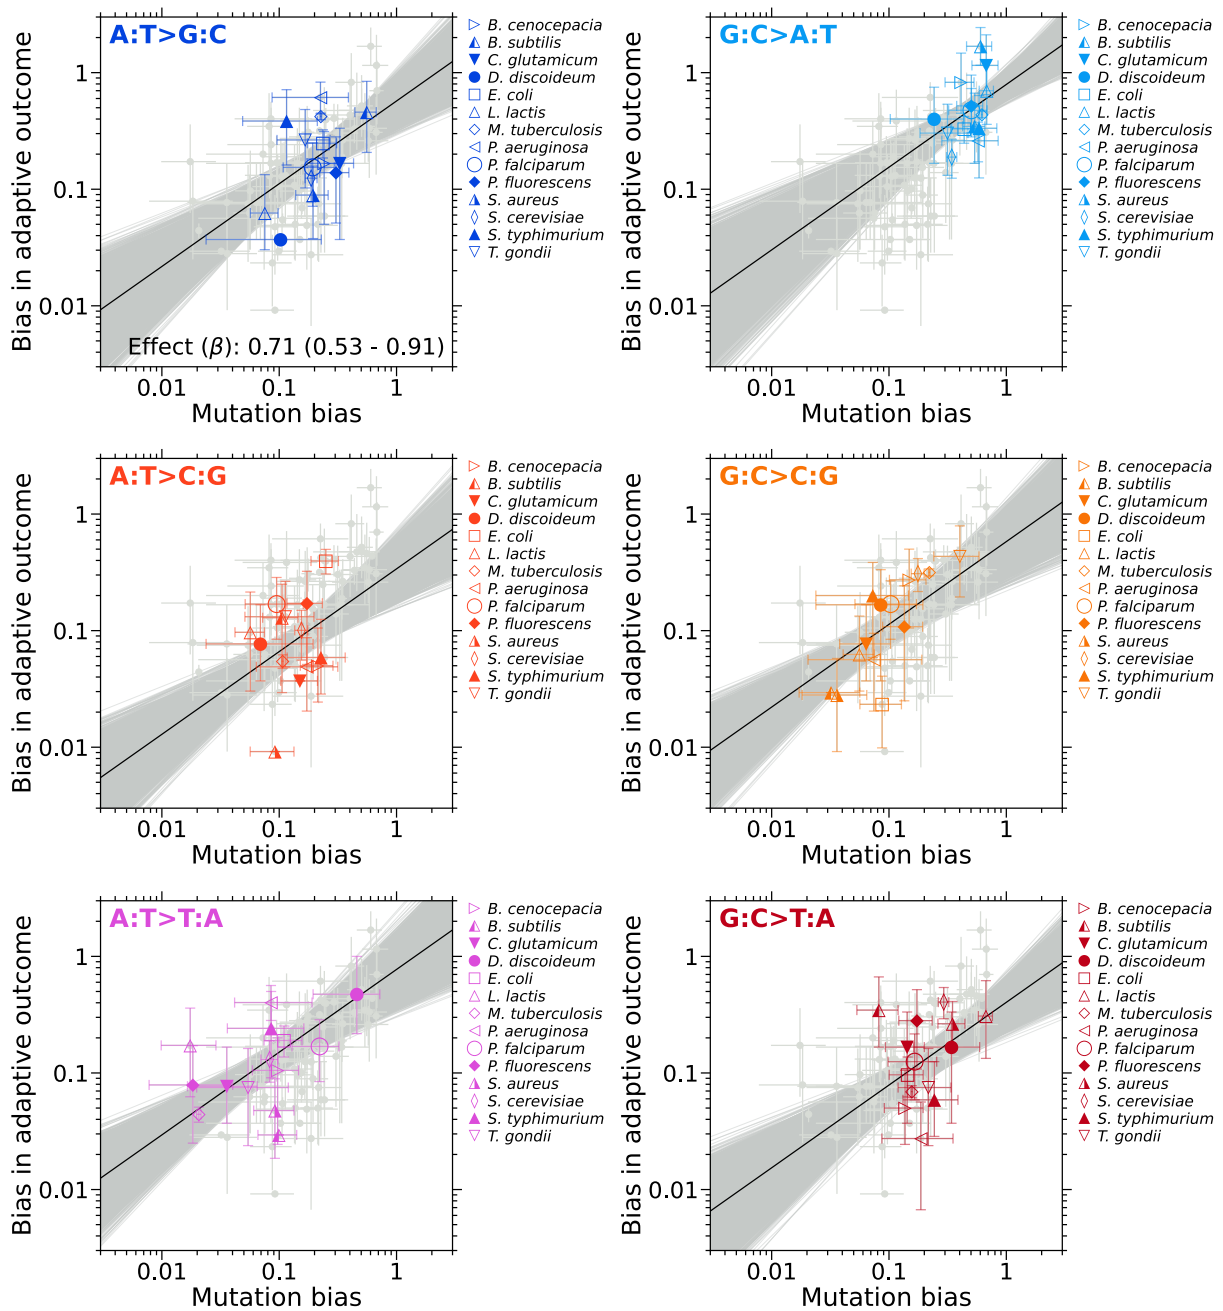 A:T>G:C
Bias in adaptive outcome
1
0.1
0.01
Effect (β): 0.71 (0.53 - 0.91)
0.01 0.1 1
Mutation bias
B. cenocepacia
B. subtilis
C. glutamicum
D. discoideum
E. coli
L. lactis
M. tuberculosis
P. aeruginosa
P. falciparum
P. fluorescens
S. aureus
S. cerevisiae
S. typhimurium
T. gondii
G:C>A:T
Bias in adaptive outcome
1
0.1
0.01
0.01 0.1 1
Mutation bias
B. cenocepacia
B. subtilis
C. glutamicum
D. discoideum
E. coli
L. lactis
M. tuberculosis
P. aeruginosa
P. falciparum
P. fluorescens
S. aureus
S. cerevisiae
S. typhimurium
T. gondii
A:T>C:G
Bias in adaptive outcome
1
0.1
0.01
0.01 0.1 1
Mutation bias
B. cenocepacia
B. subtilis
C. glutamicum
D. discoideum
E. coli
L. lactis
M. tuberculosis
P. aeruginosa
P. falciparum
P. fluorescens
S. aureus
S. cerevisiae
S. typhimurium
T. gondii
G:C>C:G
Bias in adaptive outcome
1
0.1
0.01
0.01 0.1 1
Mutation bias
B. cenocepacia
B. subtilis
C. glutamicum
D. discoideum
E. coli
L. lactis
M. tuberculosis
P. aeruginosa
P. falciparum
P. fluorescens
S. aureus
S. cerevisiae
S. typhimurium
T. gondii
A:T>T:A
Bias in adaptive outcome
1
0.1
0.01
0.01 0.1 1
Mutation bias
B. cenocepacia
B. subtilis
C. glutamicum
D. discoideum
E. coli
L. lactis
M. tuberculosis
P. aeruginosa
P. falciparum
P. fluorescens
S. aureus
S. cerevisiae
S. typhimurium
T. gondii
G:C>T:A
Bias in adaptive outcome
1
0.1
0.01
0.01 0.1 1
Mutation bias
B. cenocepacia
B. subtilis
C. glutamicum
D. discoideum
E. coli
L. lactis
M. tuberculosis
P. aeruginosa
P. falciparum
P. fluorescens
S. aureus
S. cerevisiae
S. typhimurium
T. gondii